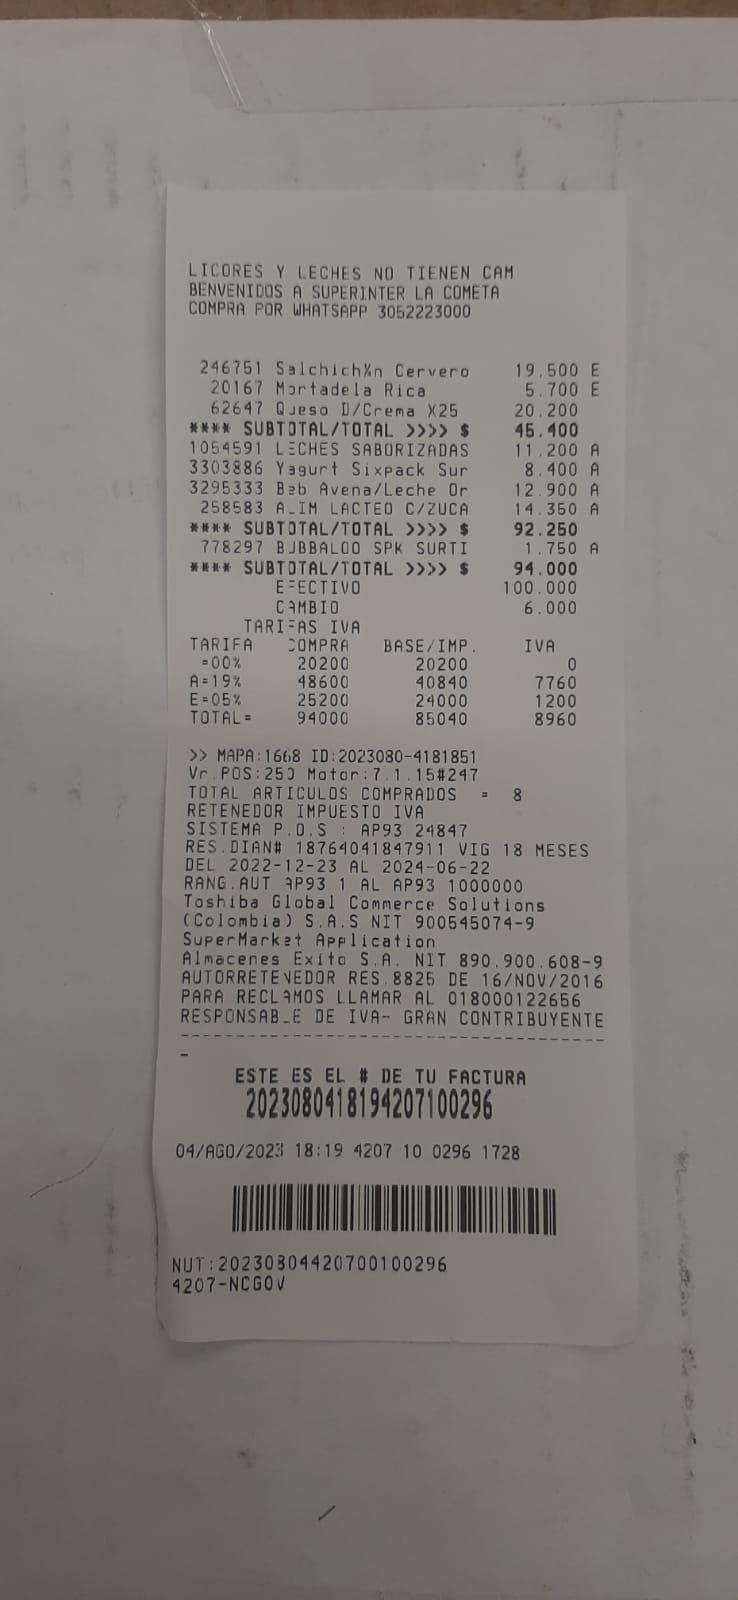 LICORES Y LECHES NO TIENEN CAM
BENVENIDOS A SUPERINTER LA COMETA
COMPRA POR WHATSAPP 3052223000
246751 Salchich%n Cervero 19.500 E
20167 Mortadela Rica 5.700 E
62647 Queso D/Crema X25 20.200
**** SUBTOTAL/TOTAL >>>> $ 45.400
1054591 LECHES SABORIZADAS 11.200 A
3303886 Yagurt Sixpack Sur 8.400 A
3295333 Beb Avena/Leche Or 12.900 A
258583 ALIM LACTEO C/ZUCA 14.350 A
**** SUBTOTAL/TOTAL >>>> $ 92.250
778297 BUBBALOO SPK SURTI 1.750 A
**** SUBTOTAL/TOTAL >>>> $ 94.000
EFECTIVO 100.000
CAMBIO 6.000
TARIFAS IVA
TARIFA COMPRA BASE/IMP. IVA
=00% 20200 20200 0
A=19% 48600 40840 7760
E=05% 25200 24000 1200
TOTAL= 94000 85040 8960
>> MAPA:1668 ID:2023080-4181851
Vr.POS:250 Motor:7.1.15#247
TOTAL ARTICULOS COMPRADOS = 8
RETENEDOR IMPUESTO IVA
SISTEMA P.O.S : AP93 24847
RES.DIAN# 18764041847911 VIG 18 MESES
DEL 2022-12-23 AL 2024-06-22
RANG.AUT AP93 1 AL AP93 1000000
Toshiba Global Commerce Solutions
(Colombia) S.A.S NIT 900545074-9
SuperMarket Application
Almacenes Exito S.A. NIT 890.900.608-9
AUTORRETENEDOR RES.8825 DE 16/NOV/2016
PARA RECLAMOS LLAMAR AL 018000122656
RESPONSABLE DE IVA- GRAN CONTRIBUYENTE
--------------------------------------
-
ESTE ES EL # DE TU FACTURA
2023080418194207100296
04/AGO/2023 18:19 4207 10 0296 1728
NUT:20230804420700100296
4207-NCGOV